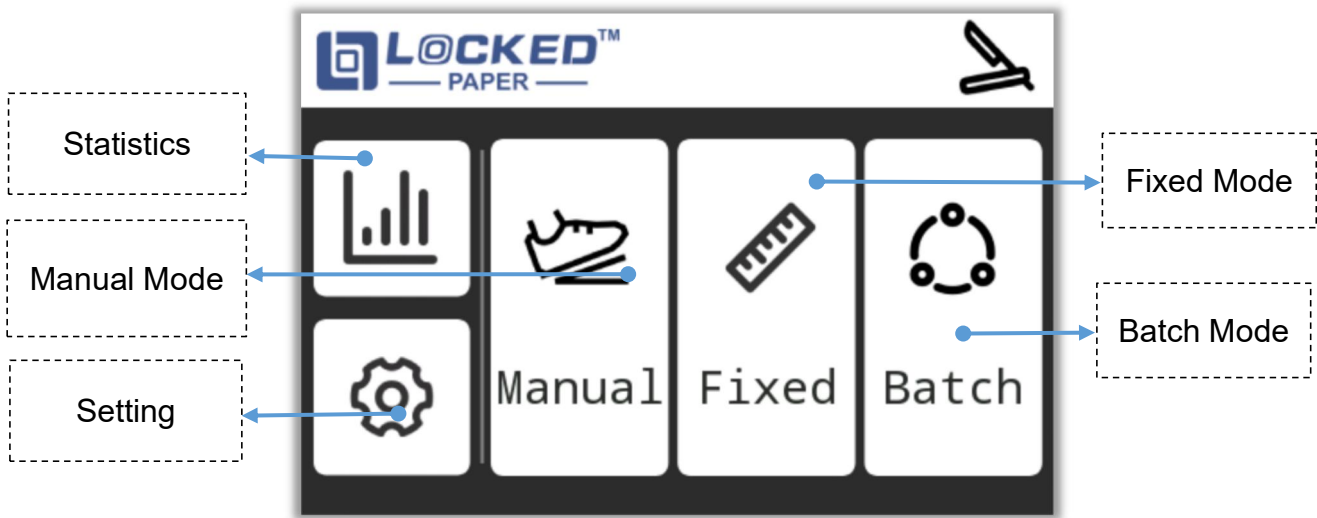 LOCKED™
PAPER
Statistics
Manual Mode
Setting
Manual
Fixed
Batch
Fixed Mode
Batch Mode